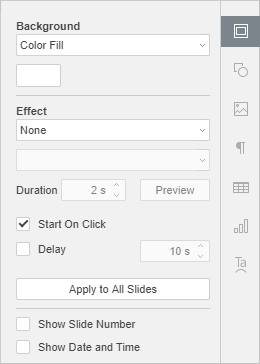 Background
Color Fill
Effect
None
Duration 2 s Preview
Start On Click
Delay 10 s
Apply to All Slides
Show Slide Number
Show Date and Time
Ta